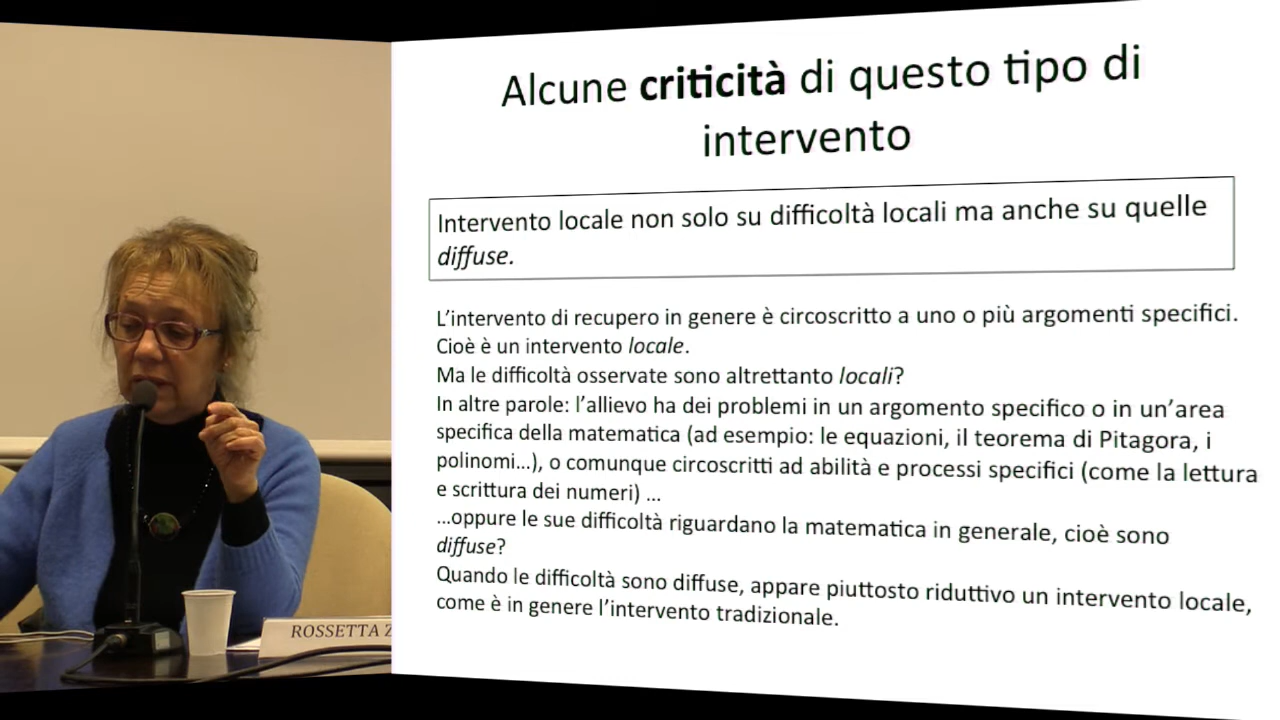 Alcune criticità di questo tipo di
intervento
Intervento locale non solo su difficoltà locali ma anche su quelle
diffuse.
L'intervento di recupero in genere è circoscritto a uno o più argomenti specifici.
Cioè è un intervento locale.
Ma le difficoltà osservate sono altrettanto locali?
In altre parole: l'allievo ha dei problemi in un argomento specifico o in un'area
specifica della matematica (ad esempio: le equazioni, il teorema di Pitagora, i
polinomi...), o comunque circoscritti ad abilità e processi specifici (come la lettura
e scrittura dei numeri) ...
...oppure le sue difficoltà riguardano la matematica in generale, cioè sono
diffuse?
Quando le difficoltà sono diffuse, appare piuttosto riduttivo un intervento locale,
come è in genere l'intervento tradizionale.
ROSSETTA Z